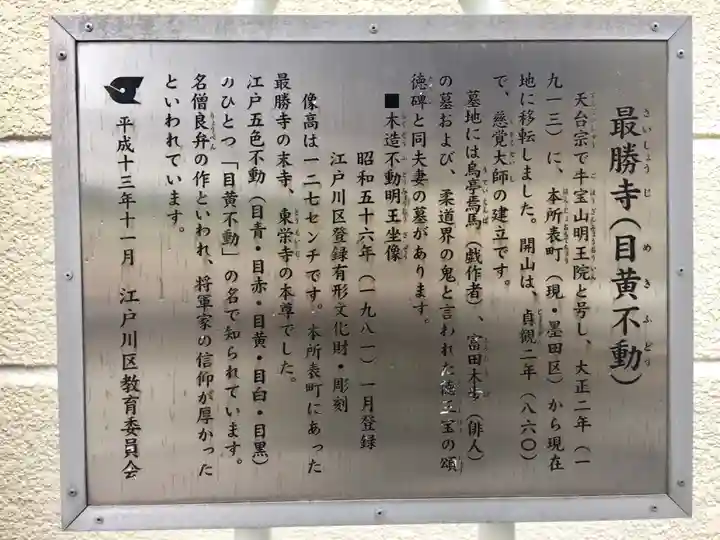 最勝寺(目黄不動)
天台宗で牛宝山明王院と号し、大正二年(一
九一三)に、本所表町(現・墨田区)から現在
地に移転しました。開山は、貞観二年(八六〇)
で、慈覚大師の建立です。
墓地には烏亭焉馬(戯作者)、富田木歩(俳人)
の墓および、柔道界の鬼と言われた徳三宝の頌
徳碑と同夫妻の墓があります。
■木造不動明王坐像
昭和五十六年(一九八一)一月登録
江戸川区登録有形文化財・彫刻
像高は一二七センチです。本所表町にあった
最勝寺の末寺、東栄寺の本尊でした。
江戸五色不動(目青・目赤・目黄・目白・目黒)
のひとつ「目黄不動」の名で知られています。
名僧良弁の作といわれ、将軍家の信仰が厚かった
といわれています。
平成十三年十一月 江戸川区教育委員会